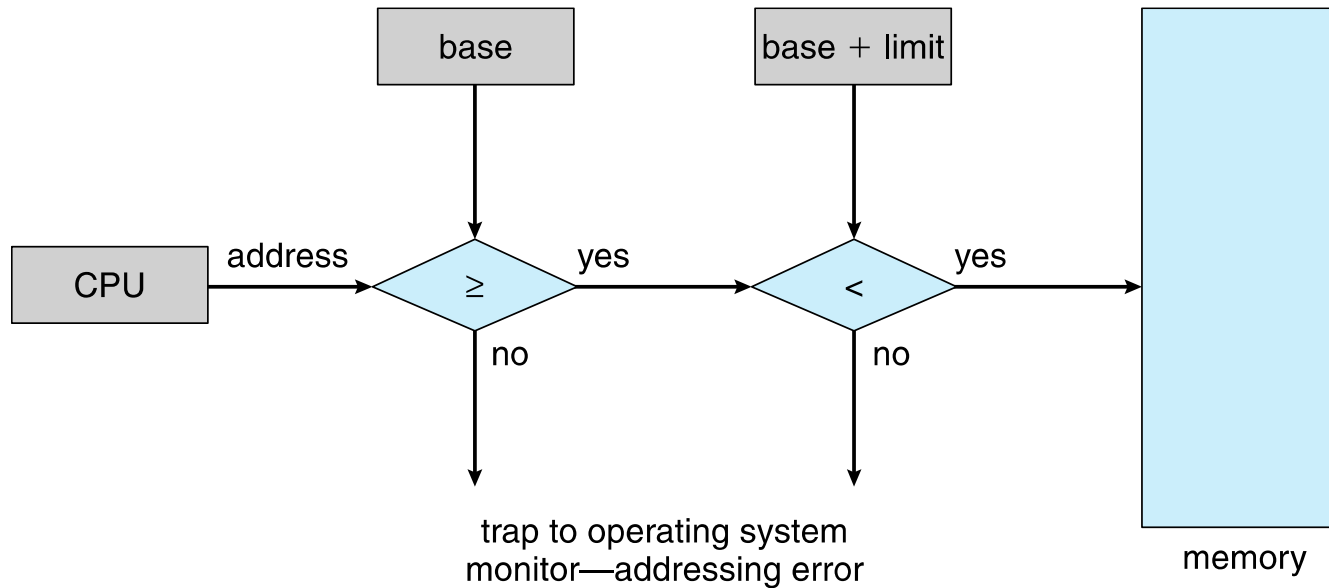 base
base + limit
CPU
address
≥
yes
<
yes
no
no
trap to operating system
monitor—addressing error
memory